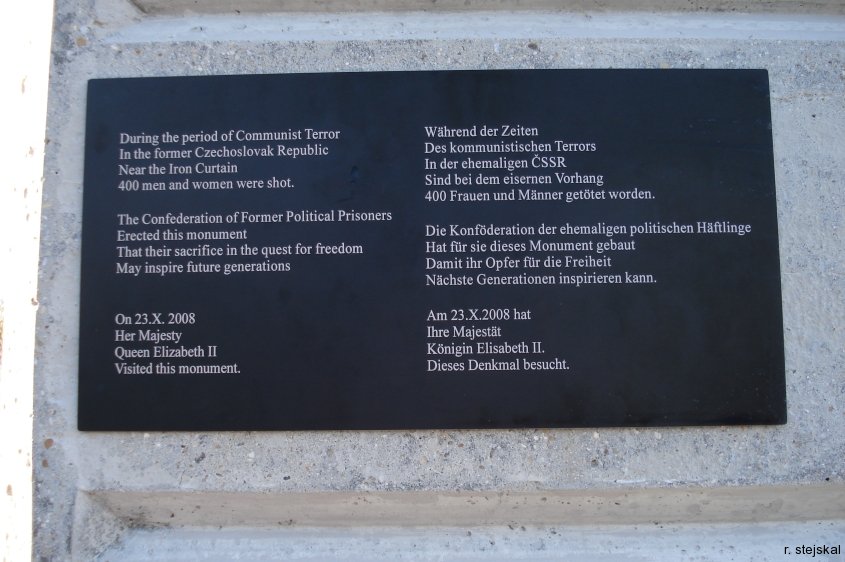 During the period of Communist Terror
In the former Czechoslovak Republic
Near the Iron Curtain
400 men and women were shot.
The Confederation of Former Political Prisoners
Erected this monument
That their sacrifice in the quest for freedom
May inspire future generations
On 23.X. 2008
Her Majesty
Queen Elizabeth II
Visited this monument.
Während der Zeiten
Des kommunistischen Terrors
In der ehemaligen ČSSR
Sind bei dem eisernen Vorhang
400 Frauen und Männer getötet worden.
Die Konföderation der ehemaligen politischen Häftlinge
Hat für sie dieses Monument gebaut
Damit ihr Opfer für die Freiheit
Nächste Generationen inspirieren kann.
Am 23.X.2008 hat
Ihre Majestät
Königin Elisabeth II.
Dieses Denkmal besucht.
r. stejskal